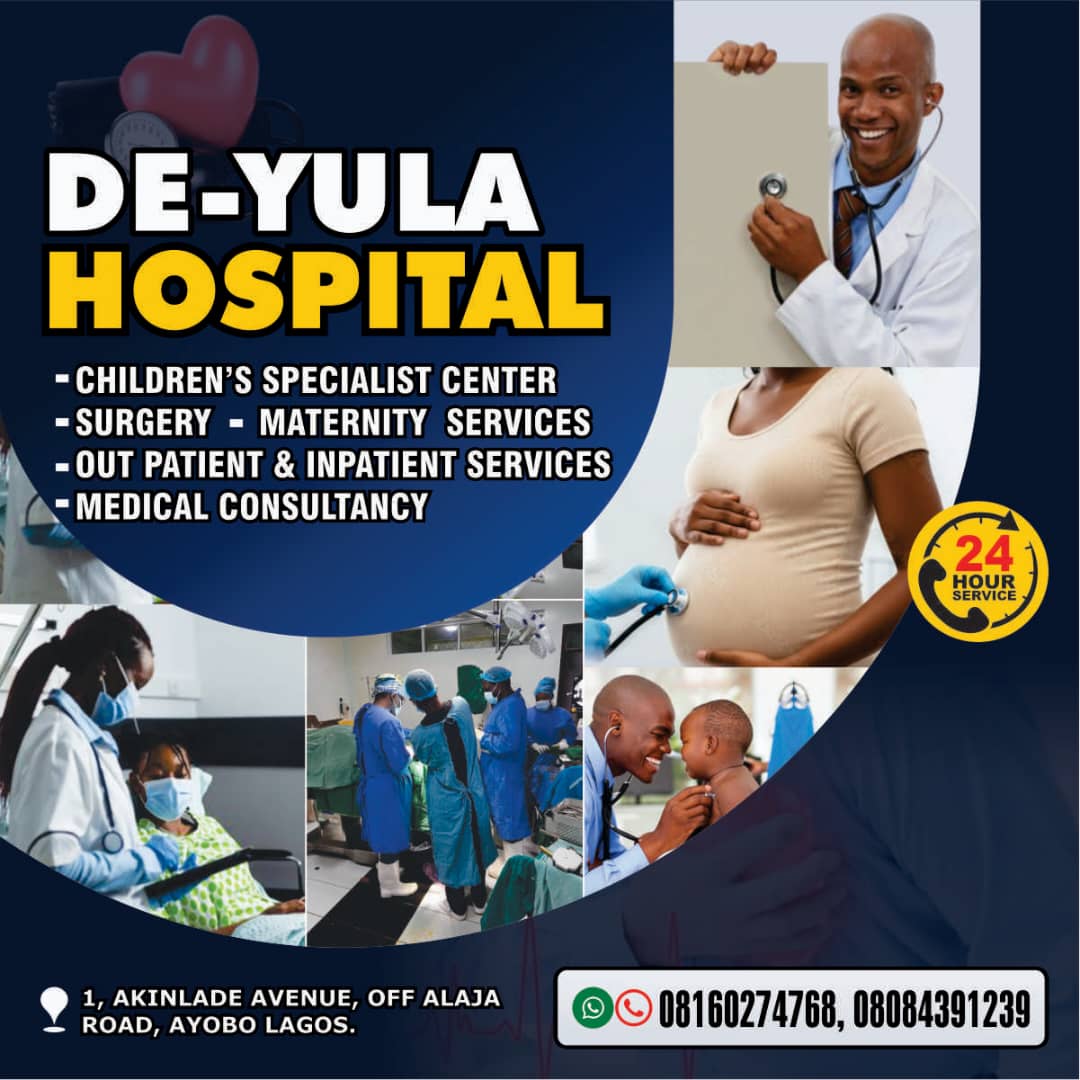 DE-YULA
HOSPITAL
- CHILDREN'S SPECIALIST CENTER
- SURGERY - MATERNITY SERVICES
- OUT PATIENT & INPATIENT SERVICES
- MEDICAL CONSULTANCY
24
HOUR
SERVICE
1, AKINLADE AVENUE, OFF ALAJA
ROAD, AYOBO LAGOS.
08160274768, 08084391239